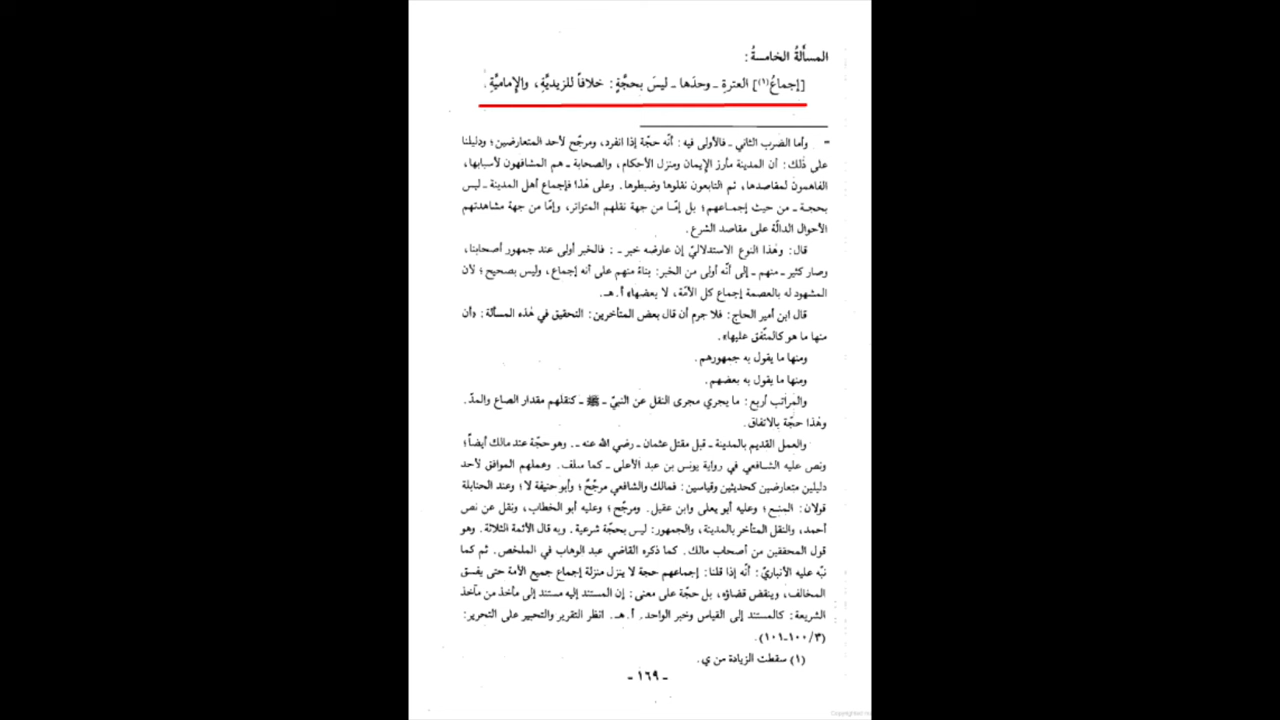 المسألةُ الخامسةُ :
[إجماعُ(١)] العترةِ ـ وحدَها ـ ليسَ بحجَّةٍ : خلافاً للزيديَّةِ، والإماميَّةِ.
= وأما الضرب الثاني ـ فالأولى فيه : أنّه حجّة إذا انفرد، ومرجّح لأحد المتعارضين ؛ ودليلنا
على ذلك : أن المدينة مأرز الإيمان ومنزل الأحكام، والصحابة ـ هم المشافهون لأسبابها،
الفاهمون لمقاصدها، ثم التابعون نقلوها وضبطوها. وعلى هذا فإجماع أهل المدينة ـ ليس
بحجـة ـ من حيث إجمـاعهم ؛ بل إمّـا من جهة نقلهم المتواتر، وإمّا من جهة مشاهدتهم
الأحوال الدالّة على مقاصد الشرع.
قال : وهذا النوع الاستدلاليّ إن عارضه خبر ـ : فالخبر أولى عند جمهور أصحابنا،
وصار كثير ـ منهم ـ إلى أنّه أولى من الخبر : بناءً منهم على أنه إجماع، وليس بصحيح ؛ لأن
المشهود له بالعصمة إجماع كل الأمّة، لا بعضها» أ. هـ.
قال ابن أمير الحاج : فلا جرم أن قال بعض المتأخرين : التحقيق في هذه المسألة : «أن
منها ما هو كالمتّفق عليها».
ومنها ما يقول به جمهورهم.
ومنها ما يقول به بعضهم.
والمراتب أربع : ما يجري مجرى النقل عن النبيّ ـ ﷺ ـ كنقلهم مقدار الصاع والمدّ.
وهذا حجّة بالاتفاق.
والعمل القديم بالمدينة ـ قبل مقتل عثمان ـ رضي الله عنه ـ. وهو حجّة عند مالك أيضاً ؛
ونص عليه الشـافعي في رواية يونس بن عبد الأعلى ـ كما سلف. وعملهم الموافق لأحد
دليلين متعارضين كحديثين وقياسين : فمالك والشافعي مرجّحٌ ؛ وأبو حنيفة لا ؛ وعند الحنابلة
قولان : المنـع ؛ وعليه أبو يعلى وابن عقيل. ومرجّح ؛ وعليه أبو الخطاب، ونقل عن نص
أحمد، والنقل المتأخر بالمدينة، والجمهور : ليس بحجّة شرعية. وبه قال الأئمة الثلاثة. وهو
قول المحققين من أصحاب مالك. كما ذكره القاضي عبد الوهاب في الملخص. ثم كما
نبّه عليه الأنباريّ : أنّه إذا قلنا : إجماعهم حجة لا ينزل منزلة إجماع جميع الأمة حتى يفسق
المخالف، وينقض قضاؤه، بل حجّة على معنى : إن المستند إليه مستند إلى مأخذ من مآخذ
الشريعة : كالمستند إلى القياس وخبر الواحد. أ. هـ. انظر التقرير والتحبير على التحرير :
(٣/١٠٠-١٠١).
(١) سقطت الزيادة من ي.
ـ ١٦٩ ـ